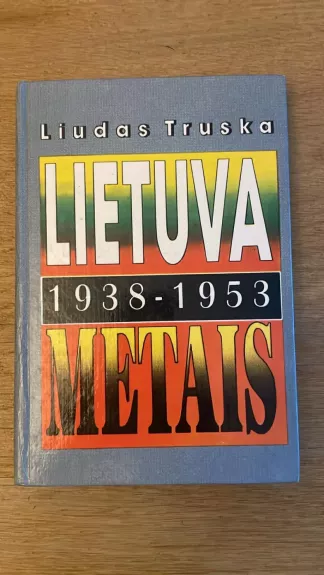 Liudas Truska
LIETUVA
1938-1953
METAIS